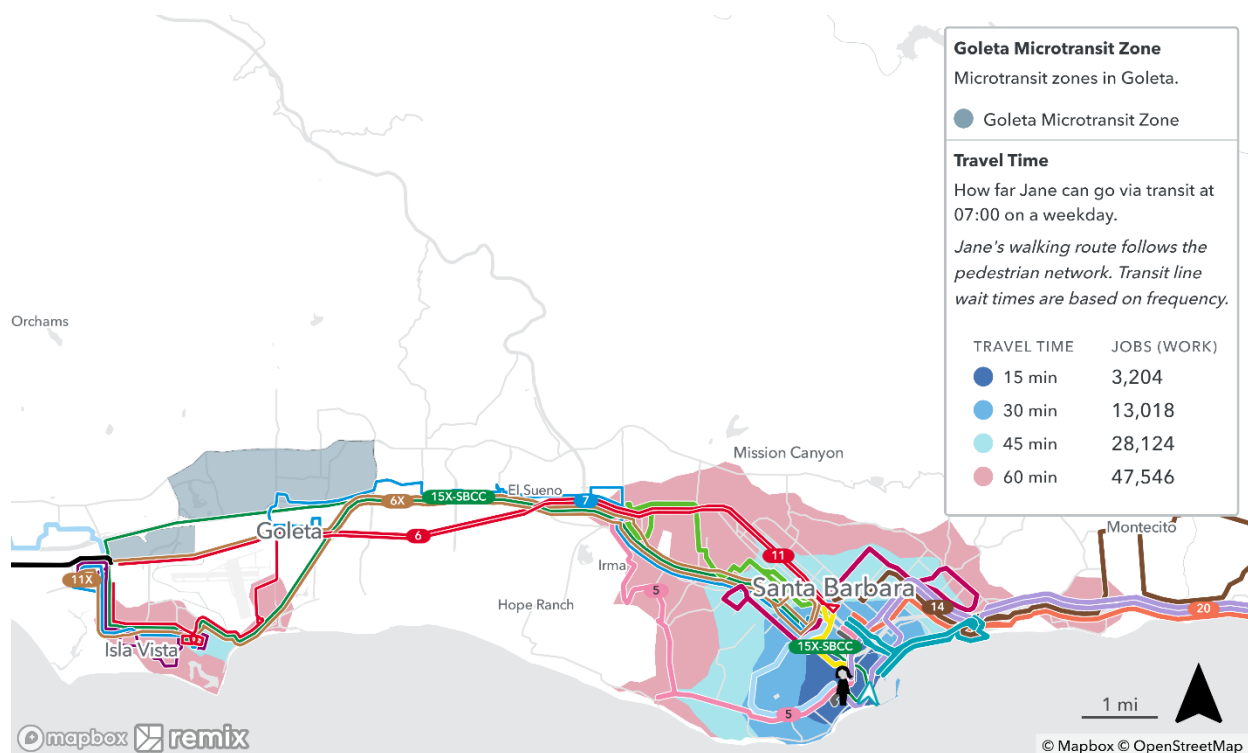 Goleta Microtransit Zone
Microtransit zones in Goleta.
Goleta Microtransit Zone
Travel Time
How far Jane can go via transit at
07:00 on a weekday.
Jane's walking route follows the
pedestrian network. Transit line
wait times are based on frequency.
TRAVEL TIME JOBS (WORK)
15 min 3,204
30 min 13,018
45 min 28,124
60 min 47,546
Orchams
Mission Canyon
El Sueno
7
6X
15X-SBCC
Goleta
6
Montecito
11
Irma
11X
5
Santa Barbara
Hope Ranch
14
20
Isla Vista
15X-SBCC
5
1 mi
mapbox remix
© Mapbox © OpenStreetMap